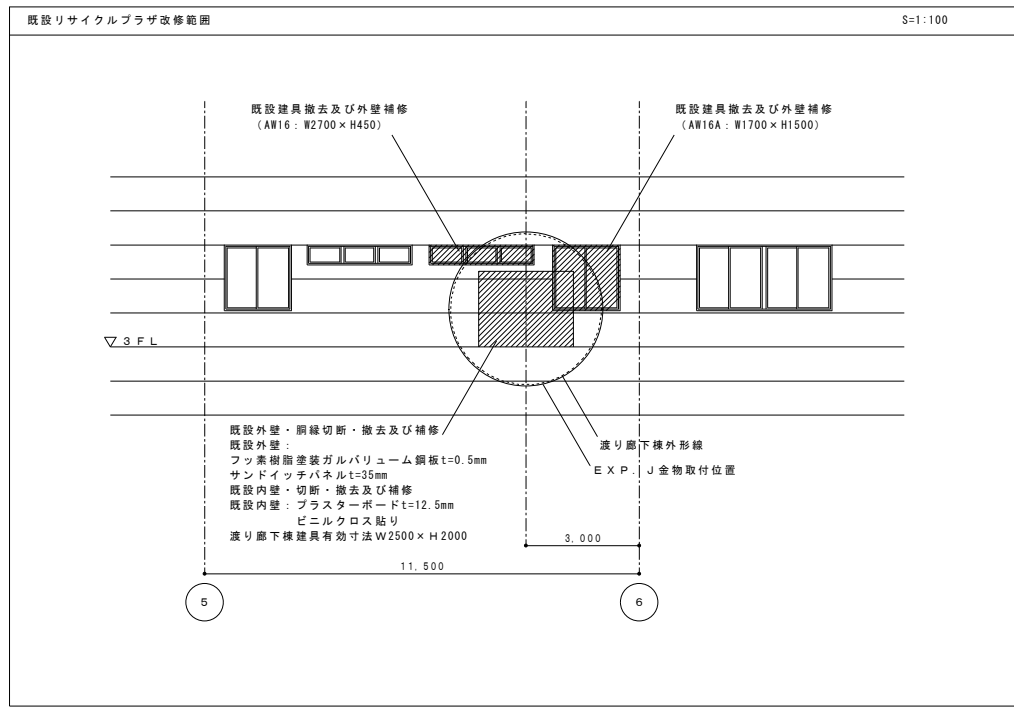 既設リサイクルプラザ改修範囲
S=1:100
既設建具撤去及び外壁補修
(AW16：W2700×H450)
既設建具撤去及び外壁補修
(AW16A：W1700×H1500)
▽3FL
既設外壁・胴縁切断・撤去及び補修
既設外壁：
フッ素樹脂塗装ガルバリューム鋼板t=0.5mm
サンドイッチパネルt=35mm
既設内壁・切断・撤去及び補修
既設内壁：プラスターボードt=12.5mm
ビニルクロス貼り
渡り廊下棟建具有効寸法W2500×H2000
渡り廊下棟外形線
EXP．J金物取付位置
3,000
11,500
5
6